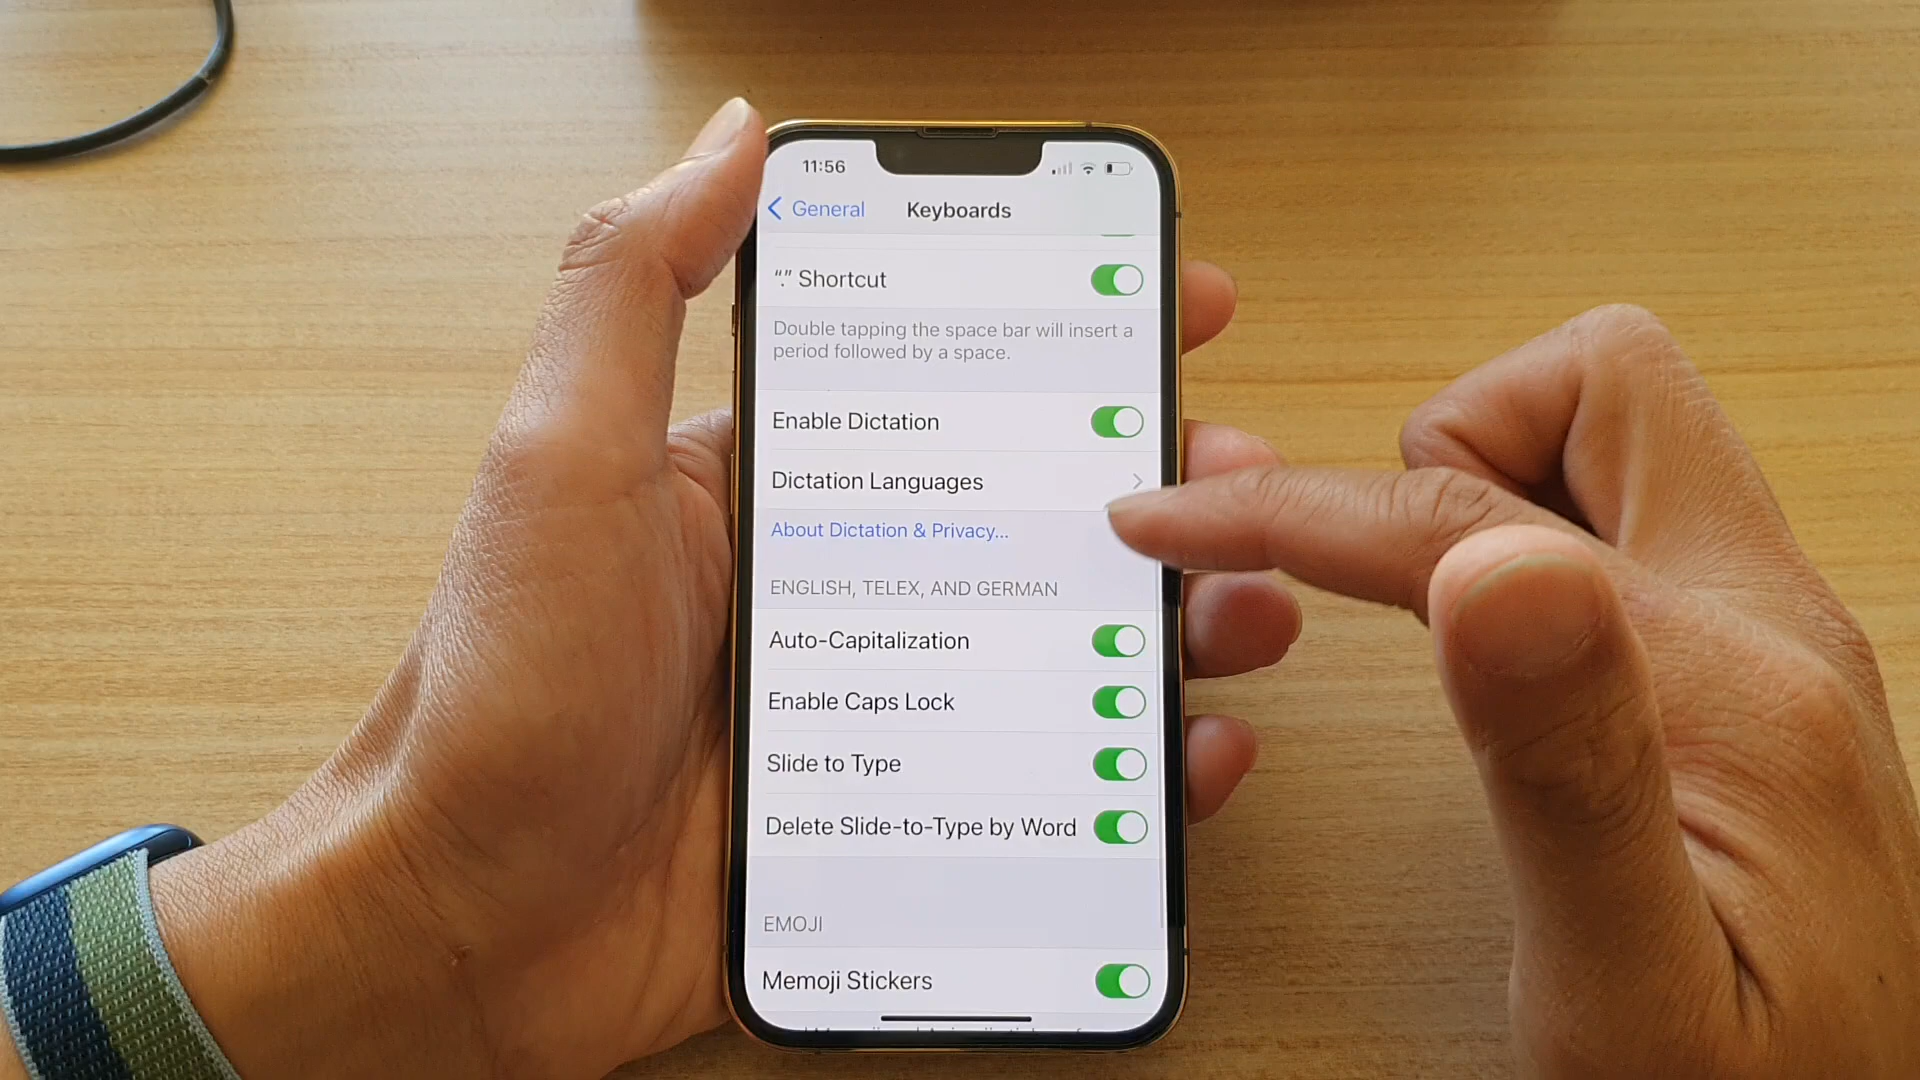 11:56
General
Keyboards
“.” Shortcut
Double tapping the space bar will insert a
period followed by a space.
Enable Dictation
Dictation Languages
About Dictation & Privacy...
ENGLISH, TELEX, AND GERMAN
Auto-Capitalization
Enable Caps Lock
Slide to Type
Delete Slide-to-Type by Word
EMOJI
Memoji Stickers